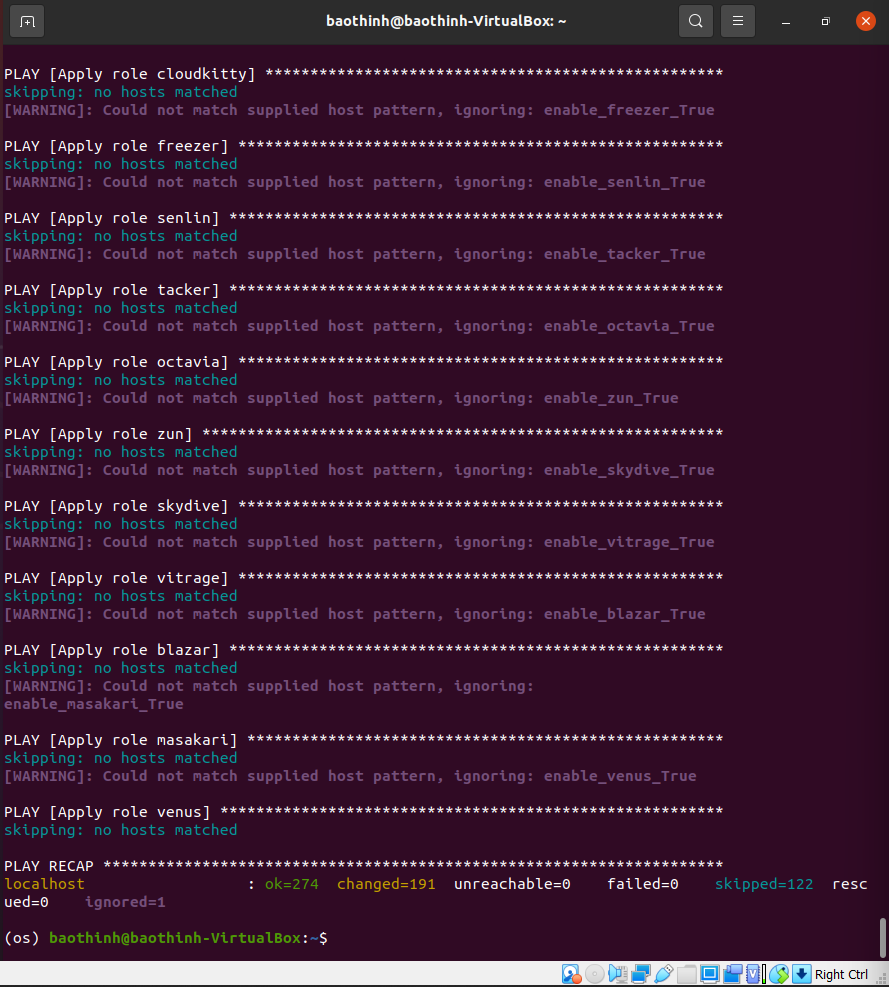 baothinh@baothinh-VirtualBox: ~
PLAY [Apply role cloudkitty] ***************************************************
skipping: no hosts matched
[WARNING]: Could not match supplied host pattern, ignoring: enable_freezer_True
PLAY [Apply role freezer] ******************************************************
skipping: no hosts matched
[WARNING]: Could not match supplied host pattern, ignoring: enable_senlin_True
PLAY [Apply role senlin] *******************************************************
skipping: no hosts matched
[WARNING]: Could not match supplied host pattern, ignoring: enable_tacker_True
PLAY [Apply role tacker] *******************************************************
skipping: no hosts matched
[WARNING]: Could not match supplied host pattern, ignoring: enable_octavia_True
PLAY [Apply role octavia] ******************************************************
skipping: no hosts matched
[WARNING]: Could not match supplied host pattern, ignoring: enable_zun_True
PLAY [Apply role zun] **********************************************************
skipping: no hosts matched
[WARNING]: Could not match supplied host pattern, ignoring: enable_skydive_True
PLAY [Apply role skydive] ******************************************************
skipping: no hosts matched
[WARNING]: Could not match supplied host pattern, ignoring: enable_vitrage_True
PLAY [Apply role vitrage] ******************************************************
skipping: no hosts matched
[WARNING]: Could not match supplied host pattern, ignoring: enable_blazar_True
PLAY [Apply role blazar] *******************************************************
skipping: no hosts matched
[WARNING]: Could not match supplied host pattern, ignoring:
enable_masakari_True
PLAY [Apply role masakari] *****************************************************
skipping: no hosts matched
[WARNING]: Could not match supplied host pattern, ignoring: enable_venus_True
PLAY [Apply role venus] ********************************************************
skipping: no hosts matched
PLAY RECAP *********************************************************************
localhost                  : ok=274  changed=191  unreachable=0    failed=0    skipped=122  resc
ued=0    ignored=1
(os) baothinh@baothinh-VirtualBox:~$
Right Ctrl